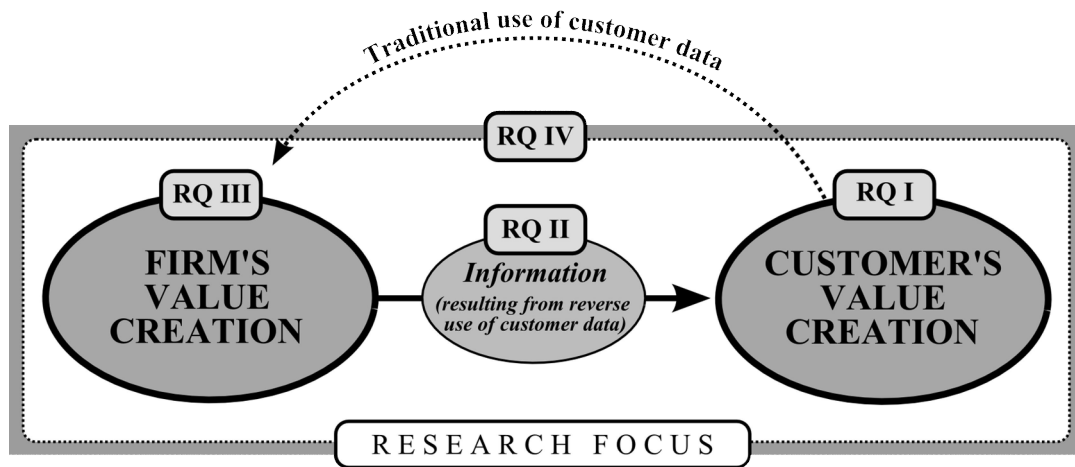 Traditional use of customer data
RQ IV
RQ III
RQ I
RQ II
FIRM'S
VALUE
CREATION
Information
(resulting from reverse
use of customer data)
CUSTOMER'S
VALUE
CREATION
RESEARCH FOCUS